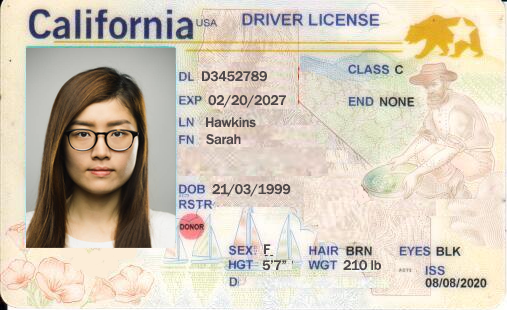 California USA DRIVER LICENSE
DL D3452789 CLASS C
EXP 02/20/2027 END NONE
LN Hawkins
FN Sarah
DOB 21/03/1999
RSTR
DONOR
SEX F HAIR BRN EYES BLK
HGT 5'7" WGT 210 lb ISS
08/08/2020